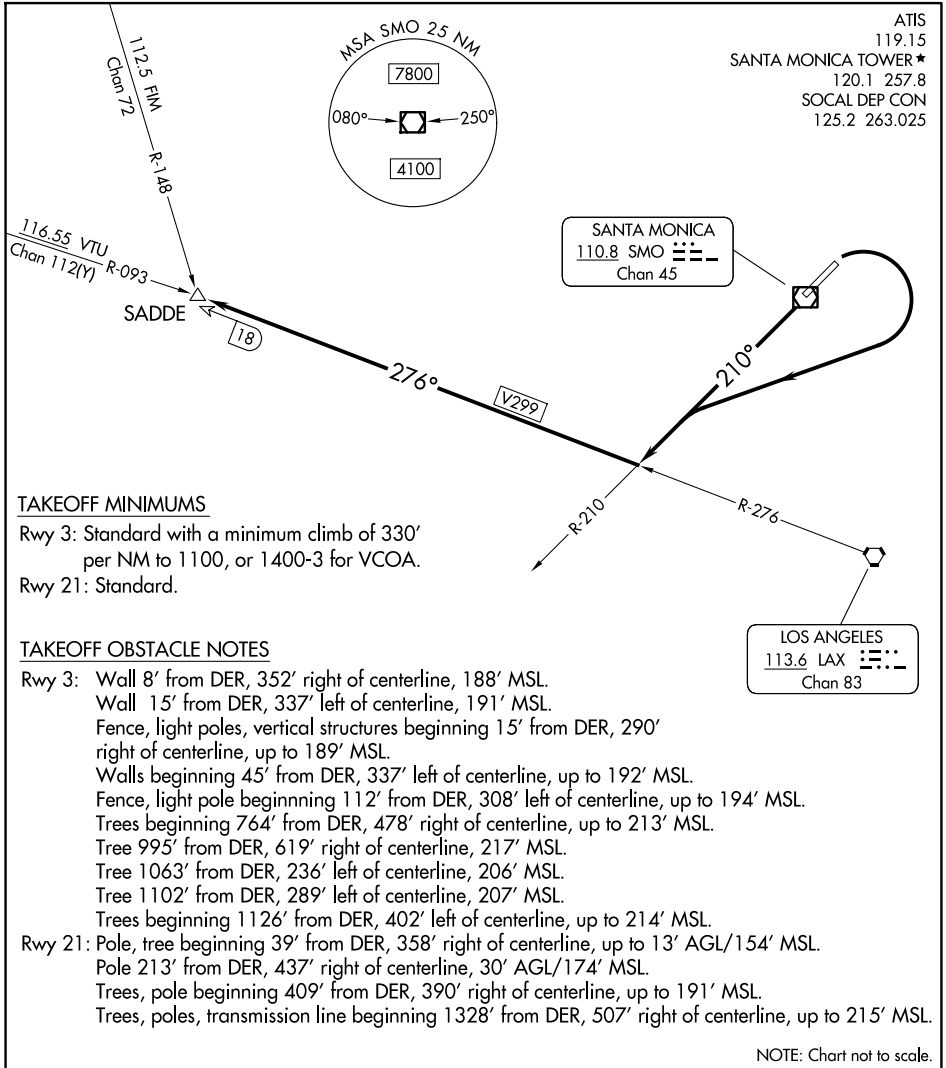 ATIS
119.15
SANTA MONICA TOWER ★
120.1 257.8
SOCAL DEP CON
125.2 263.025
MSA SMO 25 NM
7800
080° 250°
4100
112.5 FIM
Chan 72
R-148
116.55 VTU
Chan 112(Y)
R-093
SADDE
18
276°
V299
SANTA MONICA
110.8 SMO
Chan 45
210°
R-210
R-276
LOS ANGELES
113.6 LAX
Chan 83
TAKEOFF MINIMUMS
Rwy 3: Standard with a minimum climb of 330′
per NM to 1100, or 1400-3 for VCOA.
Rwy 21: Standard.
TAKEOFF OBSTACLE NOTES
Rwy 3: Wall 8′ from DER, 352′ right of centerline, 188′ MSL.
Wall 15′ from DER, 337′ left of centerline, 191′ MSL.
Fence, light poles, vertical structures beginning 15′ from DER, 290′
right of centerline, up to 189′ MSL.
Walls beginning 45′ from DER, 337′ left of centerline, up to 192′ MSL.
Fence, light pole beginnning 112′ from DER, 308′ left of centerline, up to 194′ MSL.
Trees beginning 764′ from DER, 478′ right of centerline, up to 213′ MSL.
Tree 995′ from DER, 619′ right of centerline, 217′ MSL.
Tree 1063′ from DER, 236′ left of centerline, 206′ MSL.
Tree 1102′ from DER, 289′ left of centerline, 207′ MSL.
Trees beginning 1126′ from DER, 402′ left of centerline, up to 214′ MSL.
Rwy 21: Pole, tree beginning 39′ from DER, 358′ right of centerline, up to 13′ AGL/154′ MSL.
Pole 213′ from DER, 437′ right of centerline, 30′ AGL/174′ MSL.
Trees, pole beginning 409′ from DER, 390′ right of centerline, up to 191′ MSL.
Trees, poles, transmission line beginning 1328′ from DER, 507′ right of centerline, up to 215′ MSL.
NOTE: Chart not to scale.